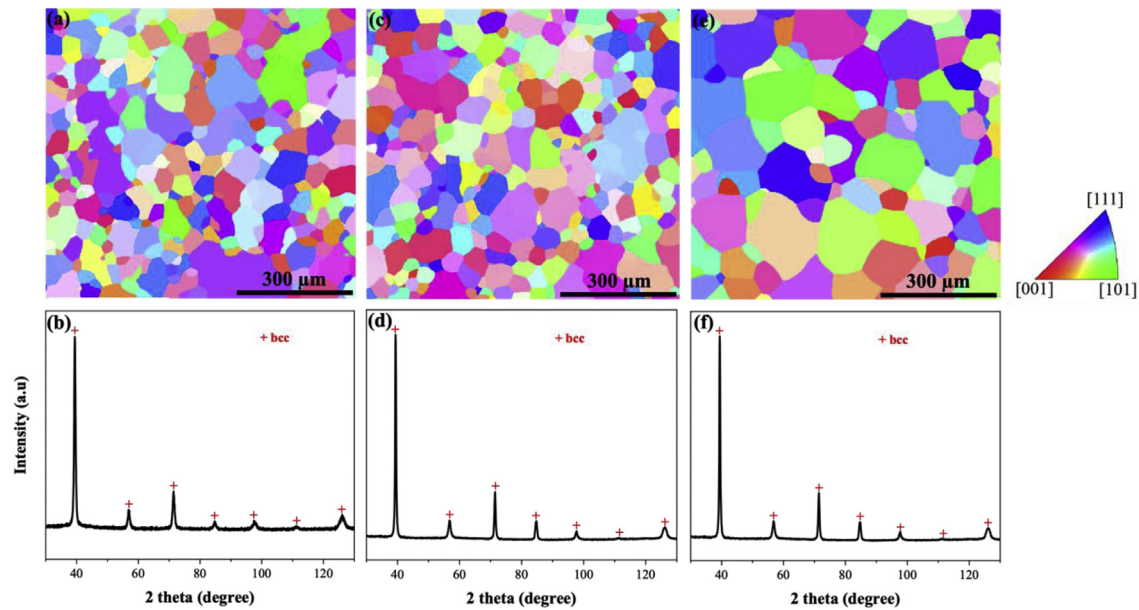 (a)
(c)
(e)
300 µm
300 µm
300 µm
[111]
[001]
[101]
(b)
+ bcc
(d)
+ bcc
(f)
+ bcc
Intensity (a.u)
40 60 80 100 120
40 60 80 100 120
40 60 80 100 120
2 theta (degree)
2 theta (degree)
2 theta (degree)